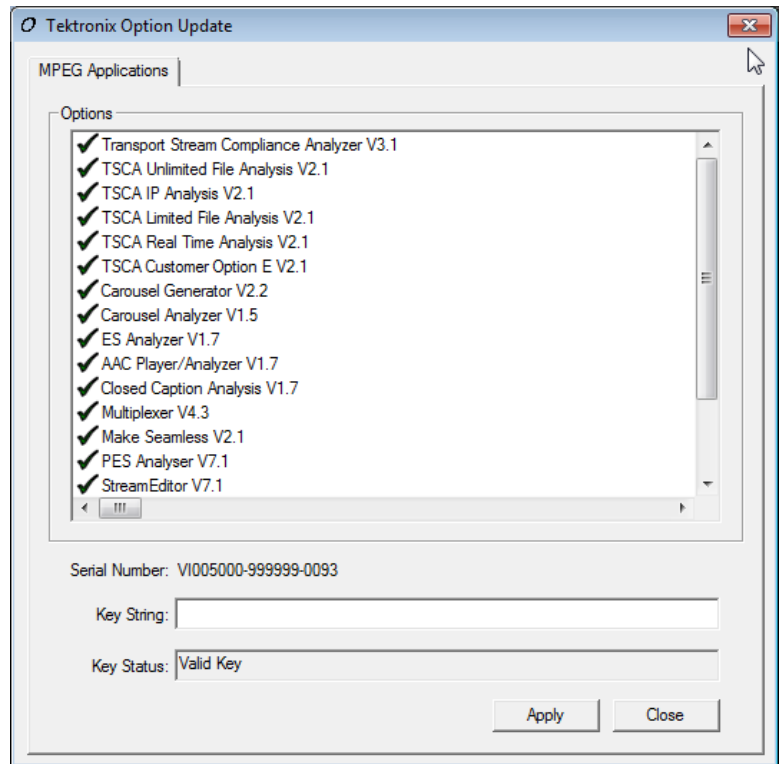 Tektronix Option Update
MPEG Applications
Options
Transport Stream Compliance Analyzer V3.1
TSCA Unlimited File Analysis V2.1
TSCA IP Analysis V2.1
TSCA Limited File Analysis V2.1
TSCA Real Time Analysis V2.1
TSCA Customer Option E V2.1
Carousel Generator V2.2
Carousel Analyzer V1.5
ES Analyzer V1.7
AAC Player/Analyzer V1.7
Closed Caption Analysis V1.7
Multiplexer V4.3
Make Seamless V2.1
PES Analyser V7.1
StreamEditor V7.1
Serial Number: VI005000-999999-0093
Key String:
Key Status: Valid Key
Apply Close